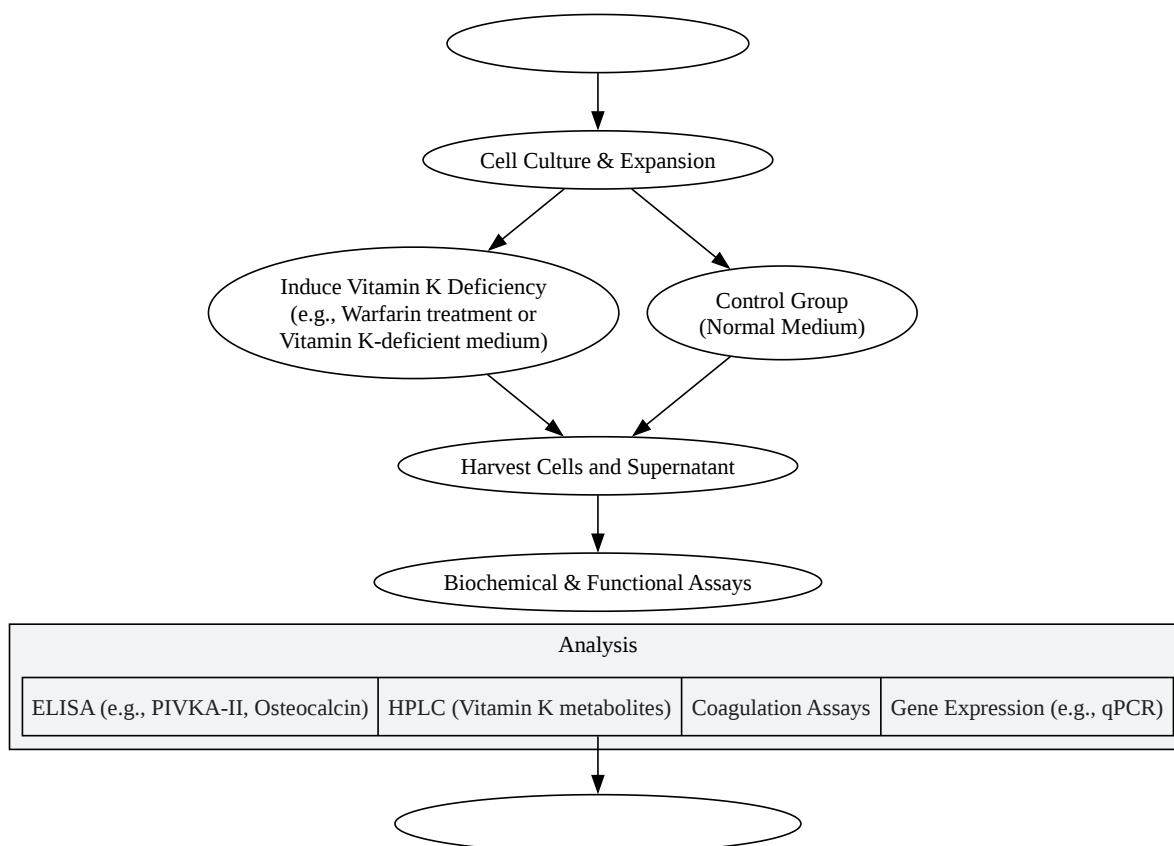 Cell Culture & Expansion
Induce Vitamin K Deficiency
(e.g., Warfarin treatment or
Vitamin K-deficient medium)
Control Group
(Normal Medium)
Harvest Cells and Supernatant
Biochemical & Functional Assays
Analysis
ELISA (e.g., PIVKA-II, Osteocalcin)
HPLC (Vitamin K metabolites)
Coagulation Assays
Gene Expression (e.g., qPCR)